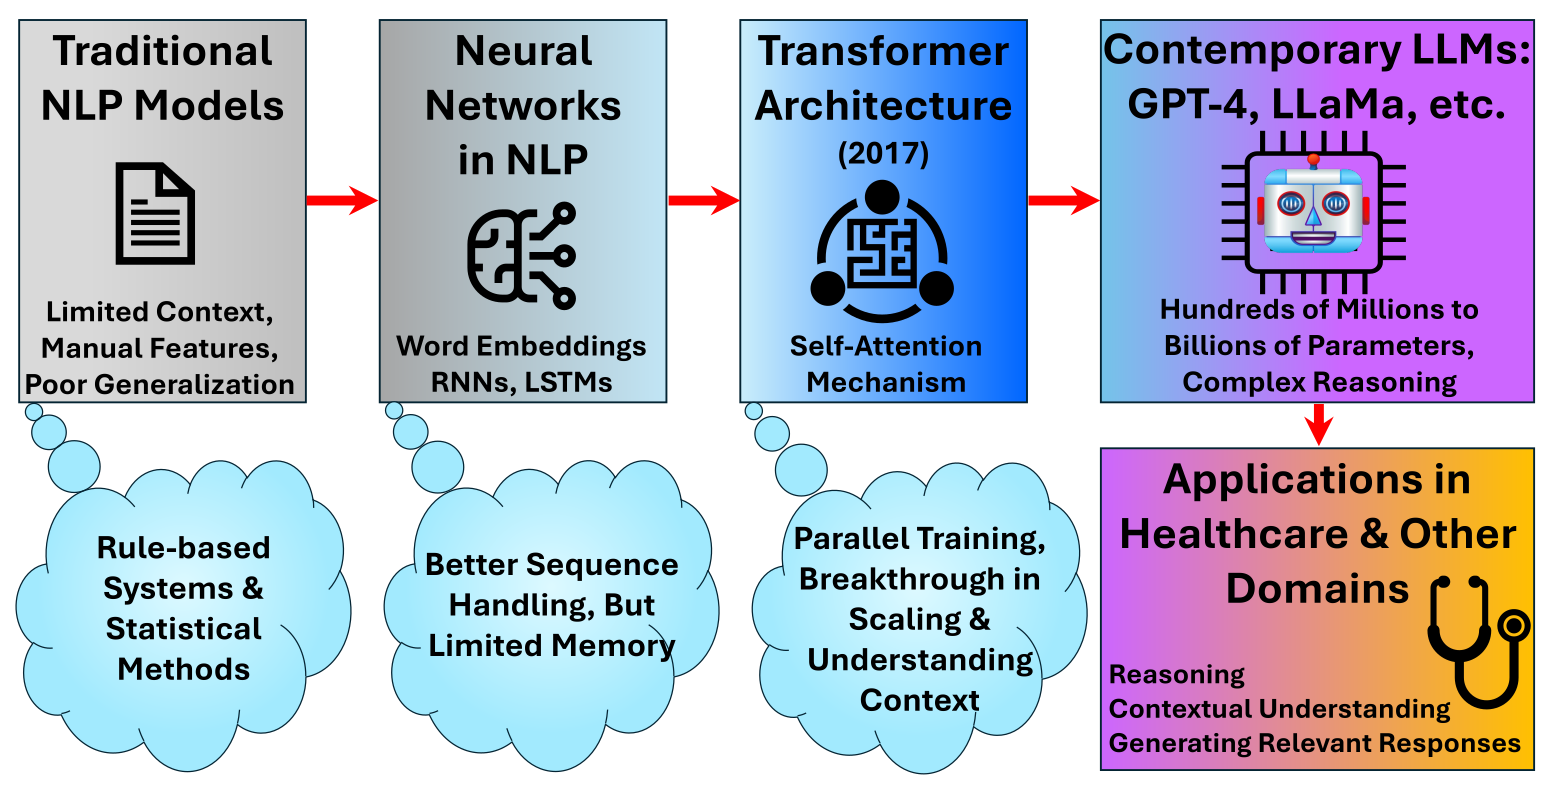 Traditional
NLP Models
Limited Context,
Manual Features,
Poor Generalization
Rule-based
Systems &
Statistical
Methods
Neural
Networks
in NLP
Word Embeddings
RNNs, LSTMs
Better Sequence
Handling, But
Limited Memory
Transformer
Architecture
(2017)
Self-Attention
Mechanism
Parallel Training,
Breakthrough in
Scaling &
Understanding
Context
Contemporary LLMs:
GPT-4, LLaMa, etc.
Hundreds of Millions to
Billions of Parameters,
Complex Reasoning
Applications in
Healthcare & Other
Domains
Reasoning
Contextual Understanding
Generating Relevant Responses